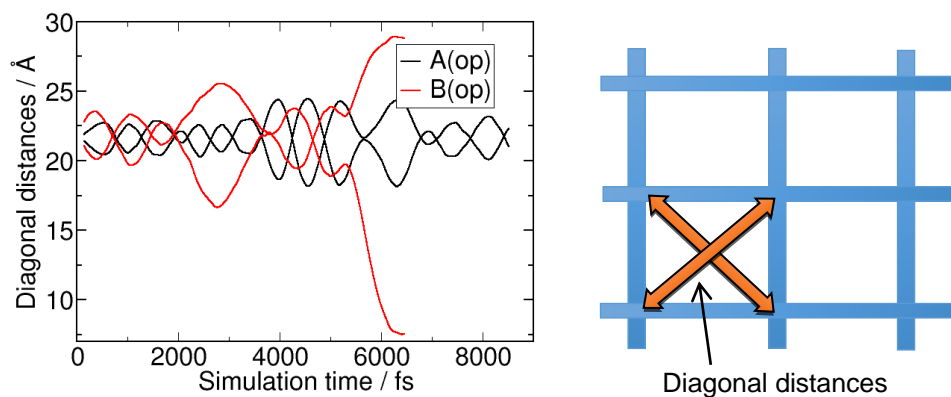 Diagonal distances / Å
30
25
20
15
10
A(op)
B(op)
0
2000
4000
6000
8000
Simulation time / fs
Diagonal distances